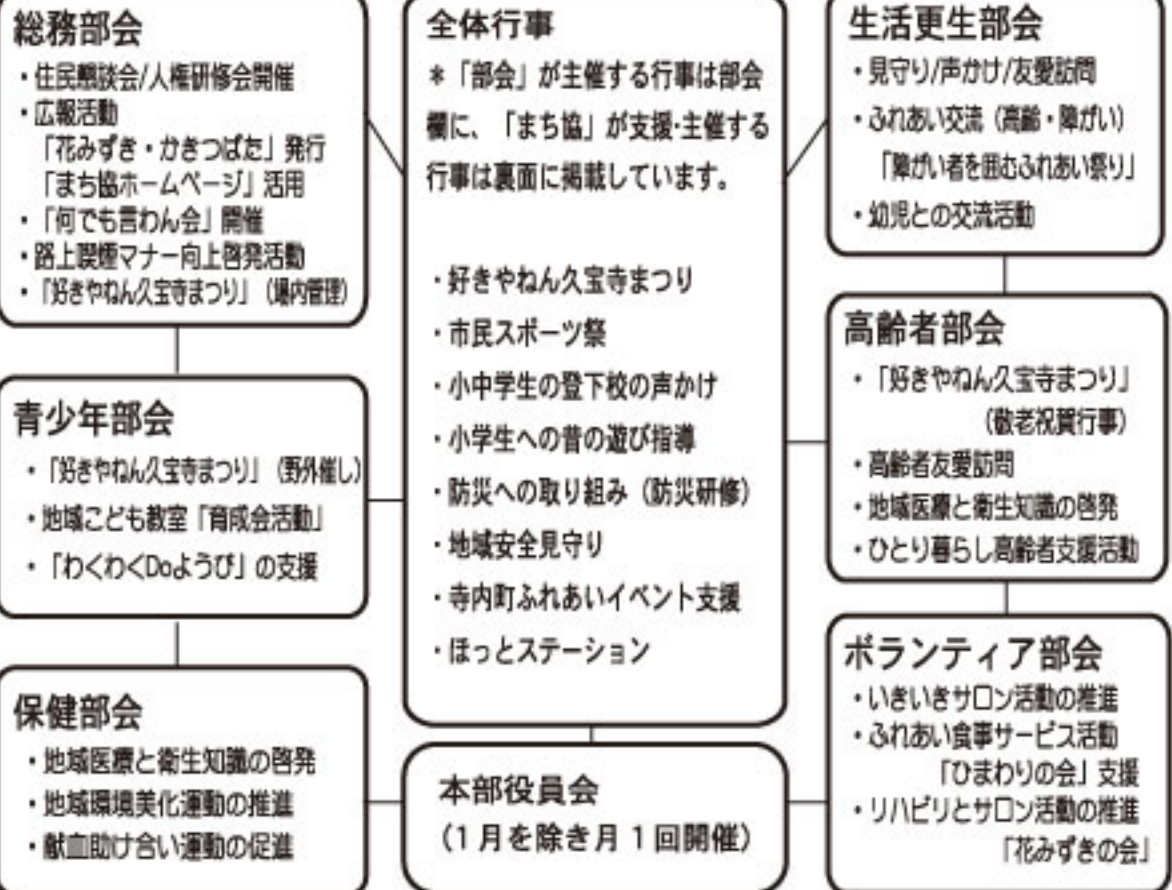 総務部会
・住民懇談会/人権研修会開催
・広報活動
「花みずき・かきつばた」発行
「まち協ホームページ」活用
・「何でも言わん会」開催
・路上喫煙マナー向上啓発活動
・「好きやねん久宝寺まつり」(場内管理)
青少年部会
・「好きやねん久宝寺まつり」(野外催し)
・地域こども教室「育成会活動」
・「わくわくDoようび」の支援
保健部会
・地域医療と衛生知識の啓発
・地域環境美化運動の推進
・献血助け合い運動の促進
全体行事
*「部会」が主催する行事は部会
欄に、「まち協」が支援・主催する
行事は裏面に掲載しています。
・好きやねん久宝寺まつり
・市民スポーツ祭
・小中学生の登下校の声かけ
・小学生への昔の遊び指導
・防災への取り組み(防災研修)
・地域安全見守り
・寺内町ふれあいイベント支援
・ほっとステーション
本部役員会
(1月を除き月1回開催)
生活更生部会
・見守り/声かけ/友愛訪問
・ふれあい交流(高齢・障がい)
「障がい者を囲むふれあい祭り」
・幼児との交流活動
高齢者部会
・「好きやねん久宝寺まつり」
(敬老祝賀行事)
・高齢者友愛訪問
・地域医療と衛生知識の啓発
・ひとり暮らし高齢者支援活動
ボランティア部会
・いきいきサロン活動の推進
・ふれあい食事サービス活動
「ひまわりの会」支援
・リハビリとサロン活動の推進
「花みずきの会」